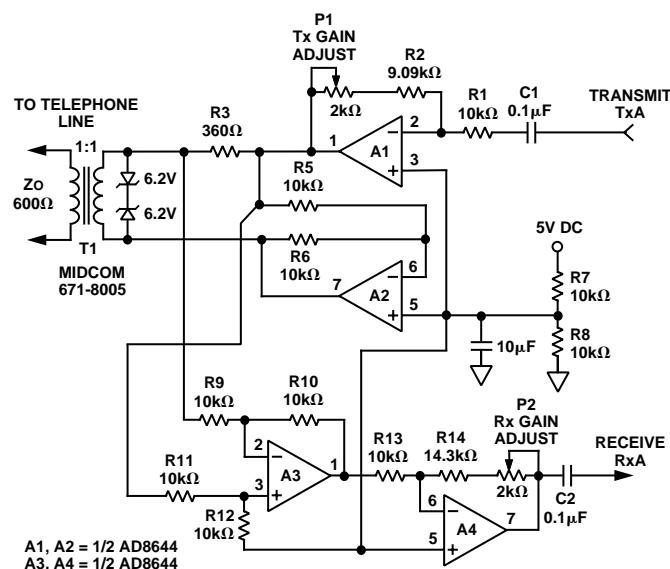 P1
Tx GAIN
ADJUST
R2
9.09kΩ
2kΩ
R1
10kΩ
C1
0.1µF
TRANSMIT
TxA
TO TELEPHONE
LINE
1:1
R3
360Ω
2
1
A1
3
6.2V
6.2V
ZO
600Ω
T1
MIDCOM
671-8005
R5
10kΩ
R6
10kΩ
6
7
A2
5
5V DC
R7
10kΩ
R8
10kΩ
10µF
R9
10kΩ
R10
10kΩ
2
1
A3
3
R11
10kΩ
R12
10kΩ
R13
10kΩ
R14
14.3kΩ
P2
Rx GAIN
ADJUST
2kΩ
RECEIVE
RxA
C2
0.1µF
6
7
A4
5
A1, A2 = 1/2 AD8644
A3, A4 = 1/2 AD8644